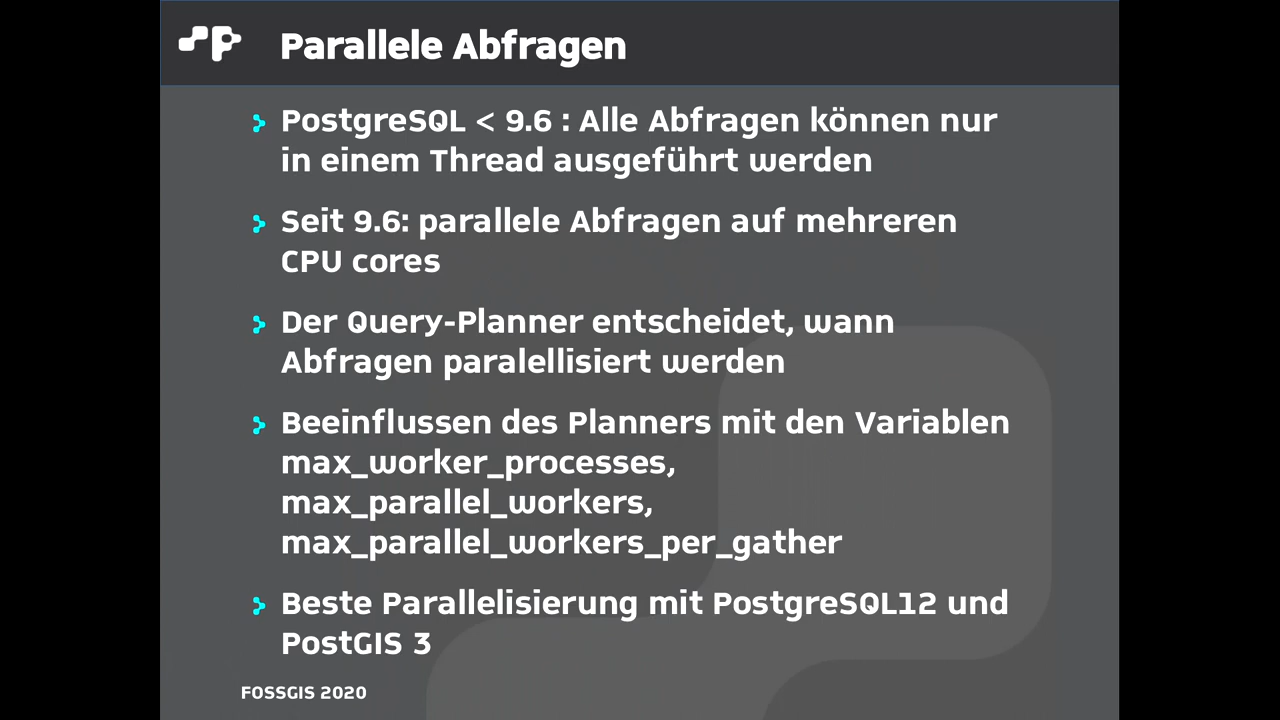 Parallele Abfragen
PostgreSQL < 9.6 : Alle Abfragen können nur
in einem Thread ausgeführt werden
Seit 9.6: parallele Abfragen auf mehreren
CPU cores
Der Query-Planner entscheidet, wann
Abfragen paralellisiert werden
Beeinflussen des Planners mit den Variablen
max_worker_processes,
max_parallel_workers,
max_parallel_workers_per_gather
Beste Parallelisierung mit PostgreSQL12 und
PostGIS 3
FOSSGIS 2020